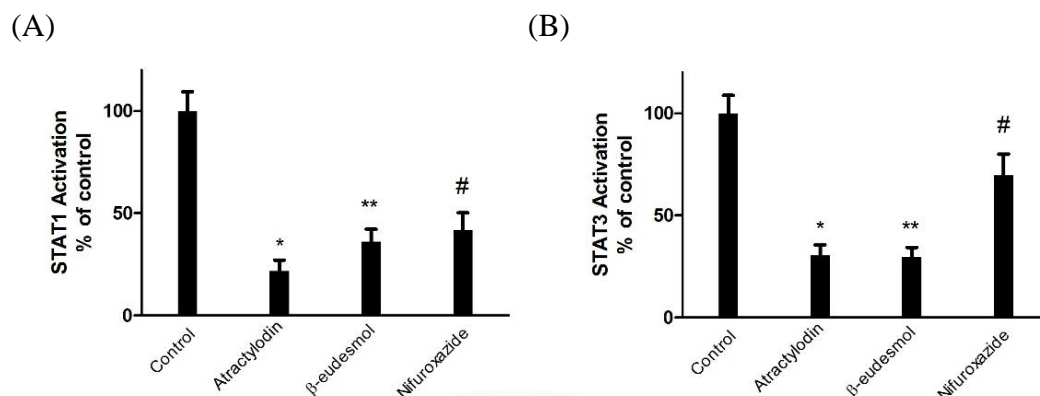 (A)
(B)
STAT1 Activation
% of control
100
50
0
*
**
#
Control
Atractylodin
β-eudesmol
Nifuroxazide
STAT3 Activation
% of control
100
50
0
*
**
#
Control
Atractylodin
β-eudesmol
Nifuroxazide